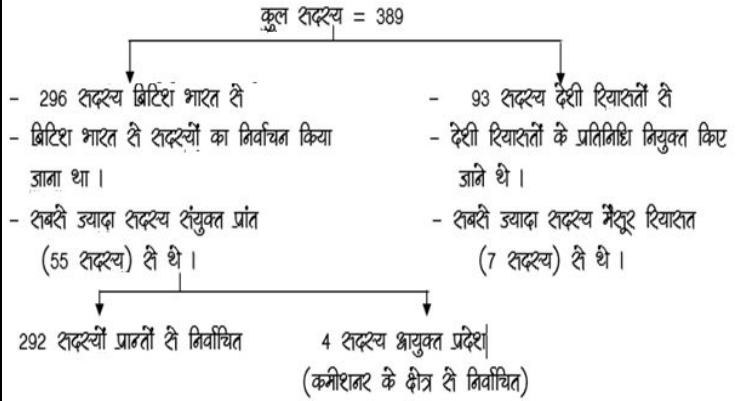 कुल सदस्य = 389
- 296 सदस्य ब्रिटिश भारत से
- ब्रिटिश भारत से सदस्यों का निर्वाचन किया
जाना था ।
- सबसे ज्यादा सदस्य संयुक्त प्रांत
(55 सदस्य) से थे ।
- 93 सदस्य देशी रियासतों से
- देशी रियासतों के प्रतिनिधि नियुक्त किए
जाने थे ।
- सबसे ज्यादा सदस्य मैसूर रियासत
(7 सदस्य) से थे ।
292 सदस्यों प्रान्तों से निर्वाचित
4 सदस्य आयुक्त प्रदेश
(कमीशनर के क्षेत्र से निर्वाचित)